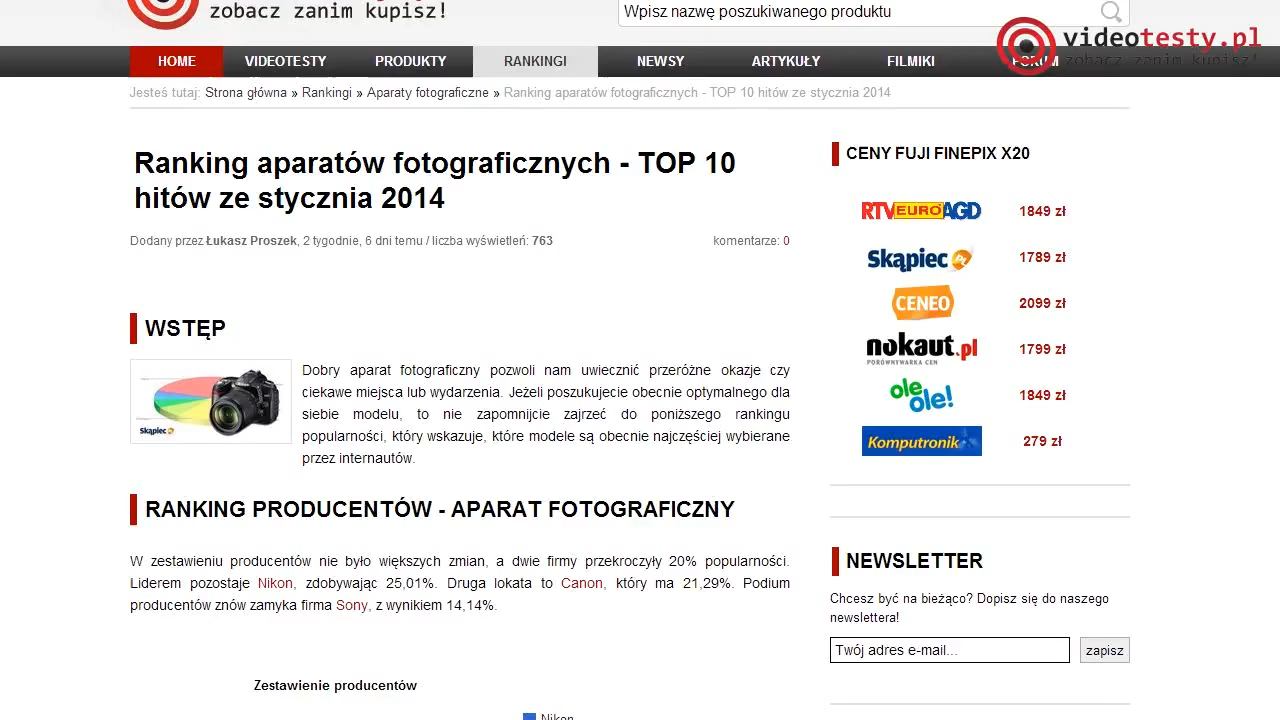 zobacz zanim kupisz!
Wpisz nazwę poszukiwanego produktu
HOME VIDEOTESTY PRODUKTY RANKINGI NEWSY ARTYKUŁY FILMIKI FORUM
videotesty.pl
zobacz zanim kupisz!
Jesteś tutaj: Strona główna » Rankingi » Aparaty fotograficzne » Ranking aparatów fotograficznych - TOP 10 hitów ze stycznia 2014
Ranking aparatów fotograficznych - TOP 10
hitów ze stycznia 2014
Dodany przez Łukasz Proszek, 2 tygodnie, 6 dni temu / liczba wyświetleń: 763
komentarze: 0
WSTĘP
Skąpiec
Dobry aparat fotograficzny pozwoli nam uwiecznić przeróżne okazje czy
ciekawe miejsca lub wydarzenia. Jeżeli poszukujecie obecnie optymalnego dla
siebie modelu, to nie zapomnijcie zajrzeć do poniższego rankingu
popularności, który wskazuje, które modele są obecnie najczęściej wybierane
przez internautów.
RANKING PRODUCENTÓW - APARAT FOTOGRAFICZNY
W zestawieniu producentów nie było większych zmian, a dwie firmy przekroczyły 20% popularności.
Liderem pozostaje Nikon, zdobywając 25,01%. Druga lokata to Canon, który ma 21,29%. Podium
producentów znów zamyka firma Sony, z wynikiem 14,14%.
Zestawienie producentów
Nikon
CENY FUJI FINEPIX X20
RTV EURO AGD 1849 zł
Skąpiec PL 1789 zł
CENEO 2099 zł
nokaut.pl 1799 zł
PORÓWNYWARKA CEN
ole ole! 1849 zł
Komputronik 279 zł
NEWSLETTER
Chcesz być na bieżąco? Dopisz się do naszego
newslettera!
Twój adres e-mail... zapisz